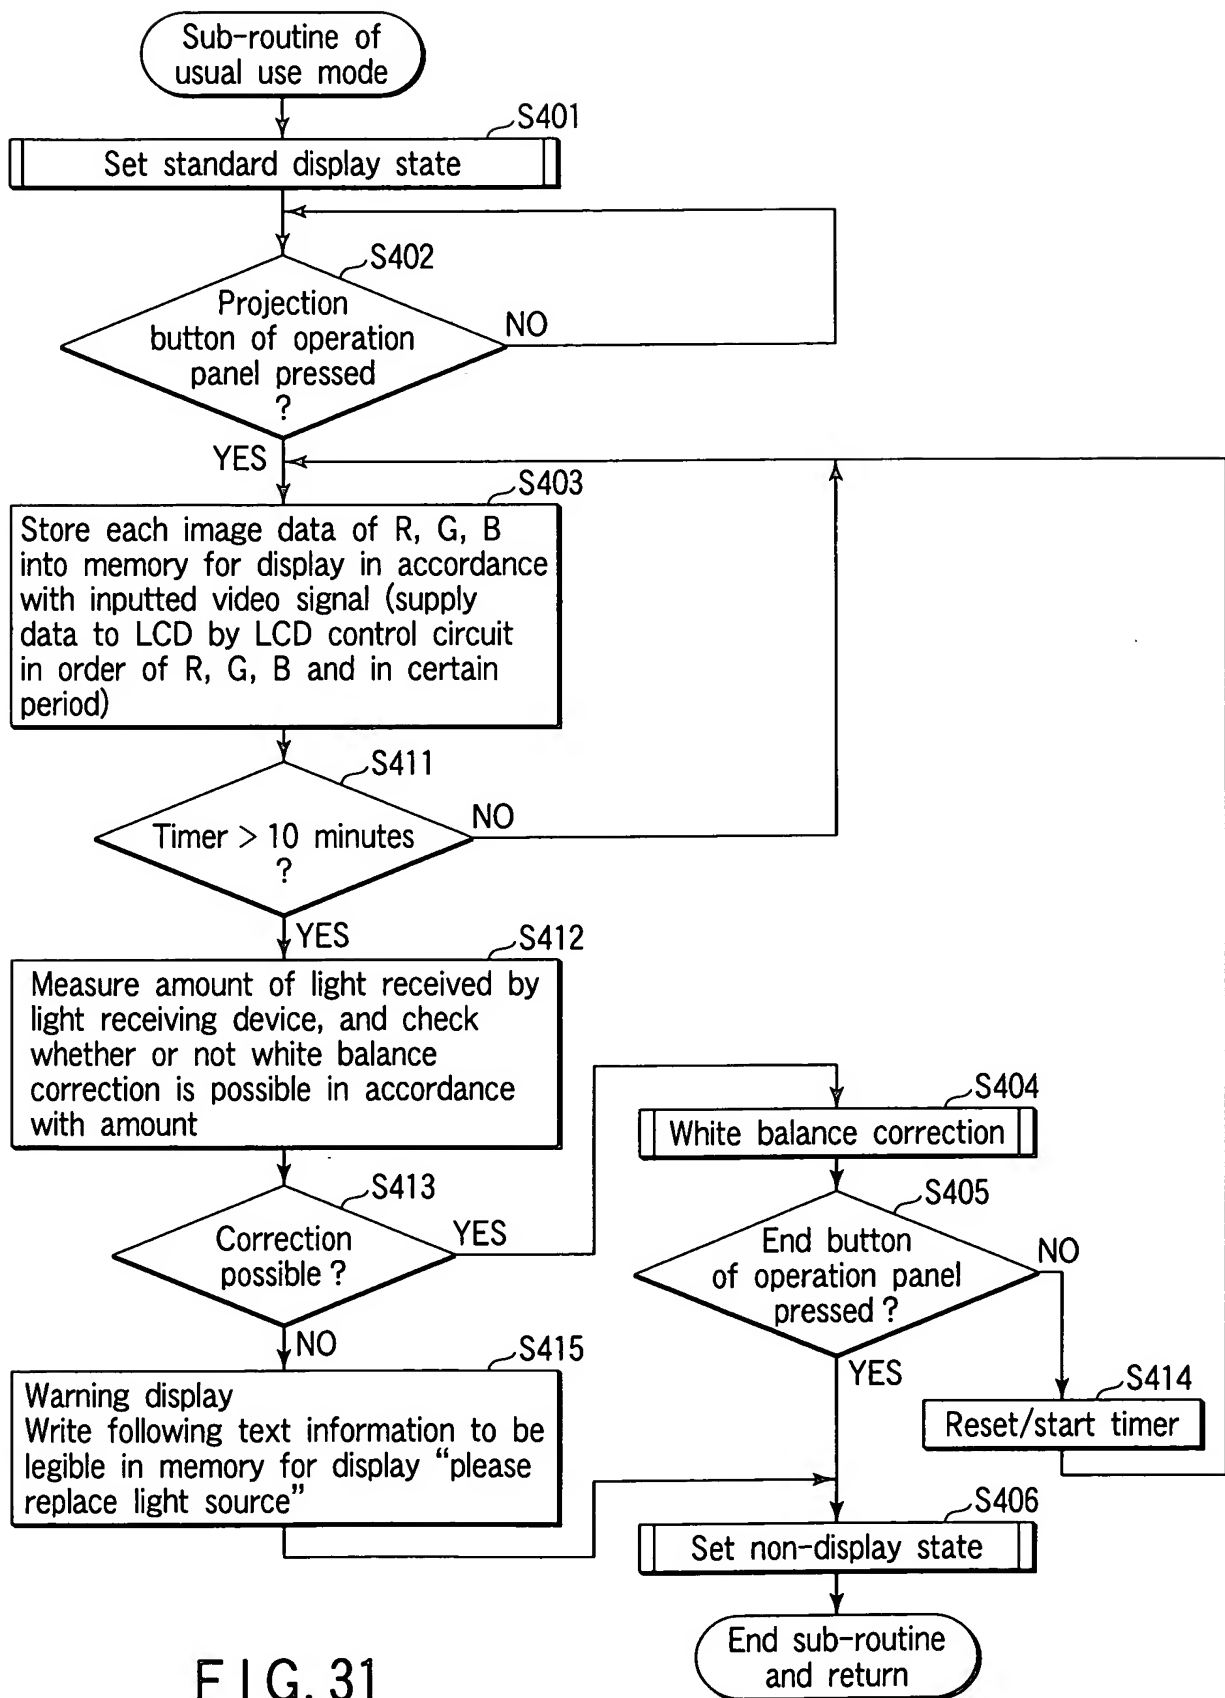 Sub-routine of
usual use mode
S401
Set standard display state
S402
Projection
button of operation
panel pressed
?
NO
YES
S403
Store each image data of R, G, B
into memory for display in accordance
with inputted video signal (supply
data to LCD by LCD control circuit
in order of R, G, B and in certain
period)
S411
Timer > 10 minutes
?
NO
YES
S412
Measure amount of light received by
light receiving device, and check
whether or not white balance
correction is possible in accordance
with amount
S413
Correction
possible ?
YES
NO
S415
Warning display
Write following text information to be
legible in memory for display “please
replace light source”
S404
White balance correction
S405
End button
of operation panel
pressed ?
NO
YES
S414
Reset/start timer
S406
Set non-display state
End sub-routine
and return
FIG. 31